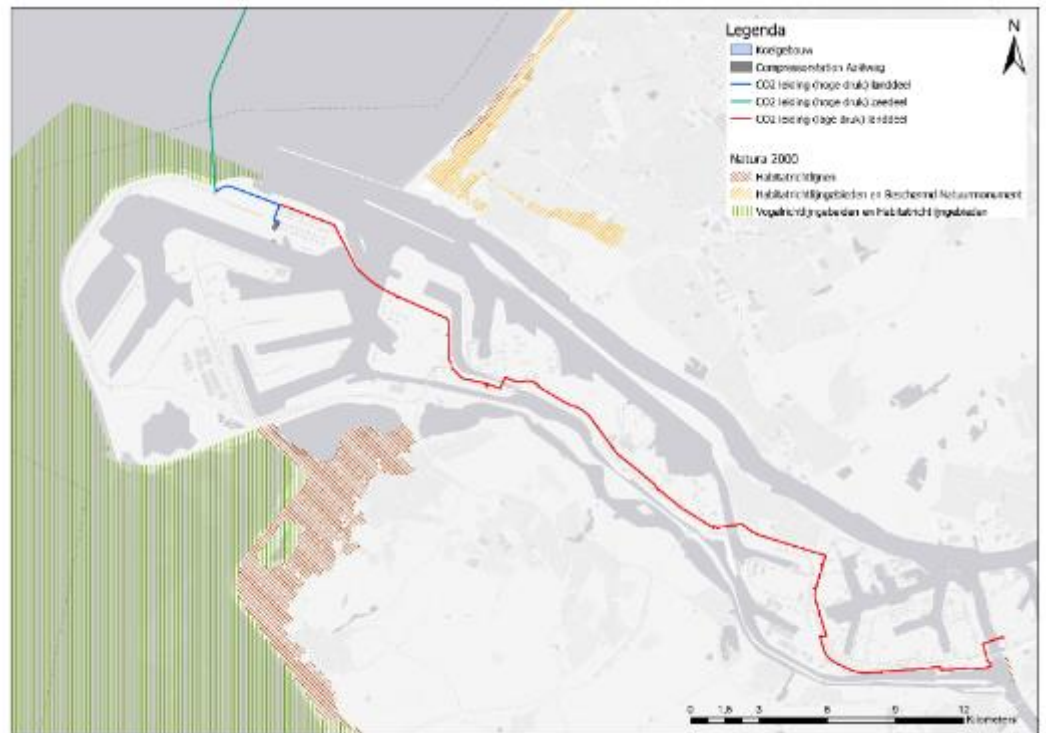 Legenda
N
Koelgebouw
Compressorstation Aziëweg
CO2 leiding (hoge druk) landdeel
CO2 leiding (hoge druk) zeedeel
CO2 leiding (lage druk) landdeel
Natura 2000
Habitatrichtlijnen
Habitatrichtlijngebieden en Beschermd Natuurmonument
Vogelrichtlijngebieden en Habitatrichtlijngebieden
0 1,5 3 6 9 12
Kilometers